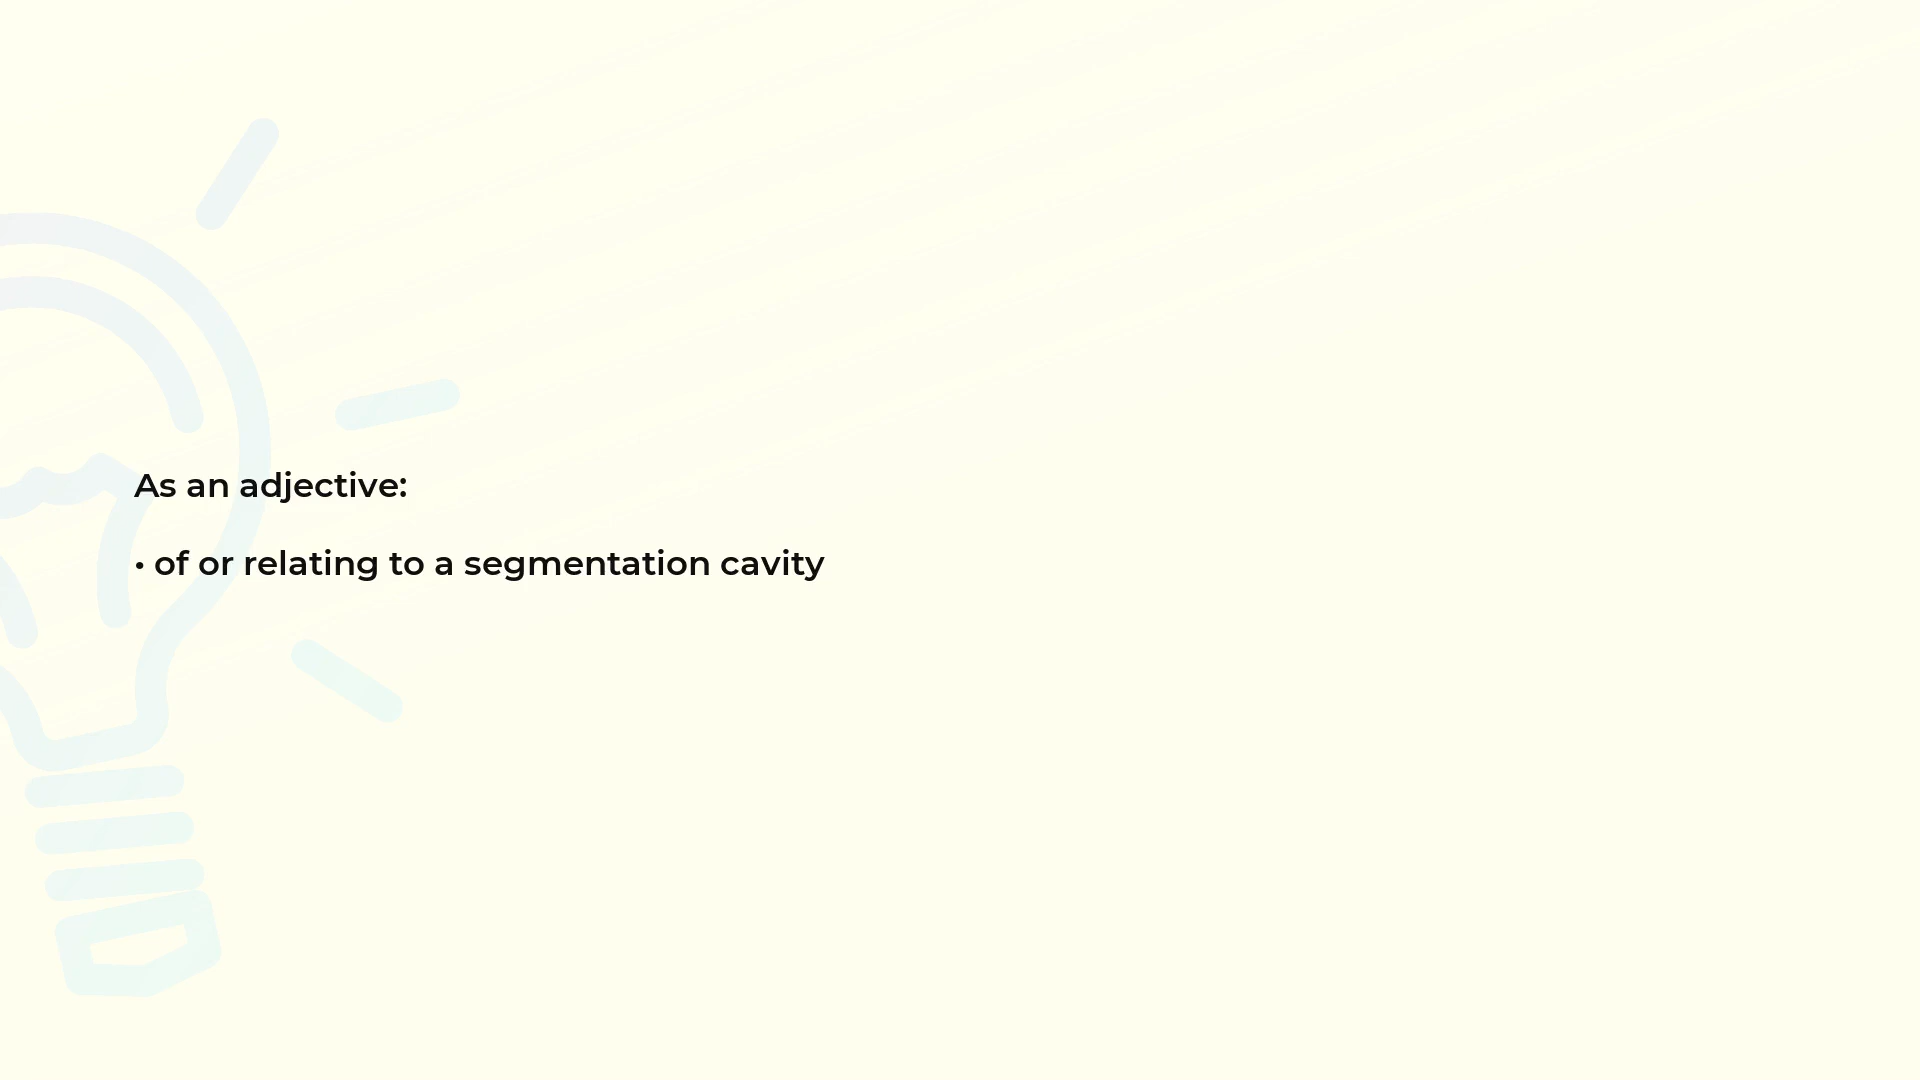 As an adjective:
• of or relating to a segmentation cavity